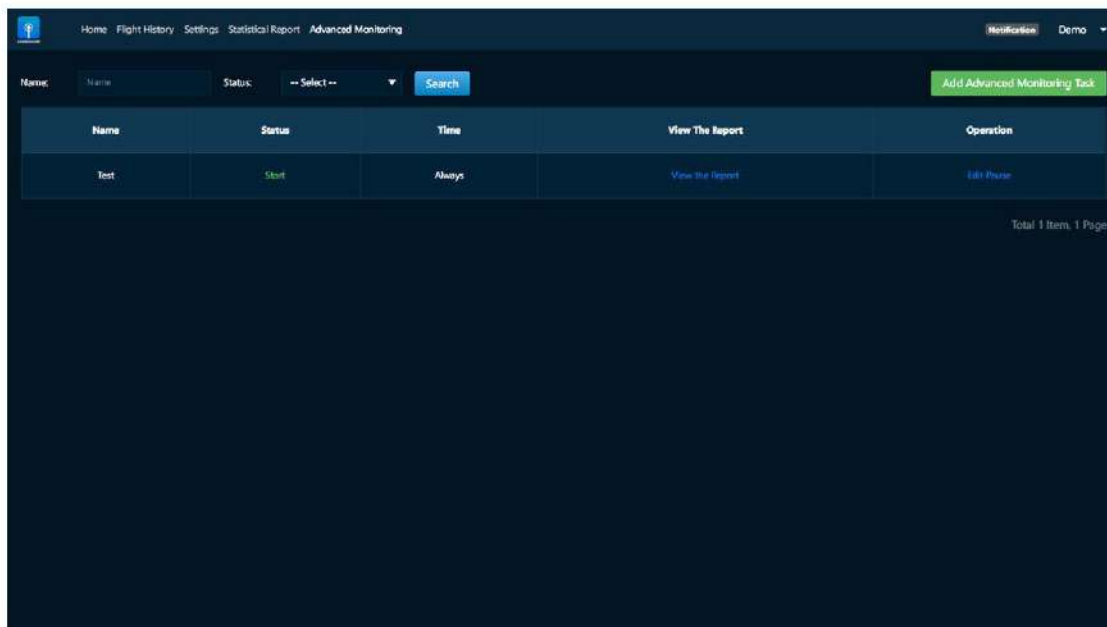 Home Flight History Settings Statistical Report Advanced Monitoring Notification Demo
Name: Name Status: -- Select -- Search Add Advanced Monitoring Task
Name Status Time View The Report Operation
Test Start Always View the Report Edit Pause
Total 1 Item, 1 Page